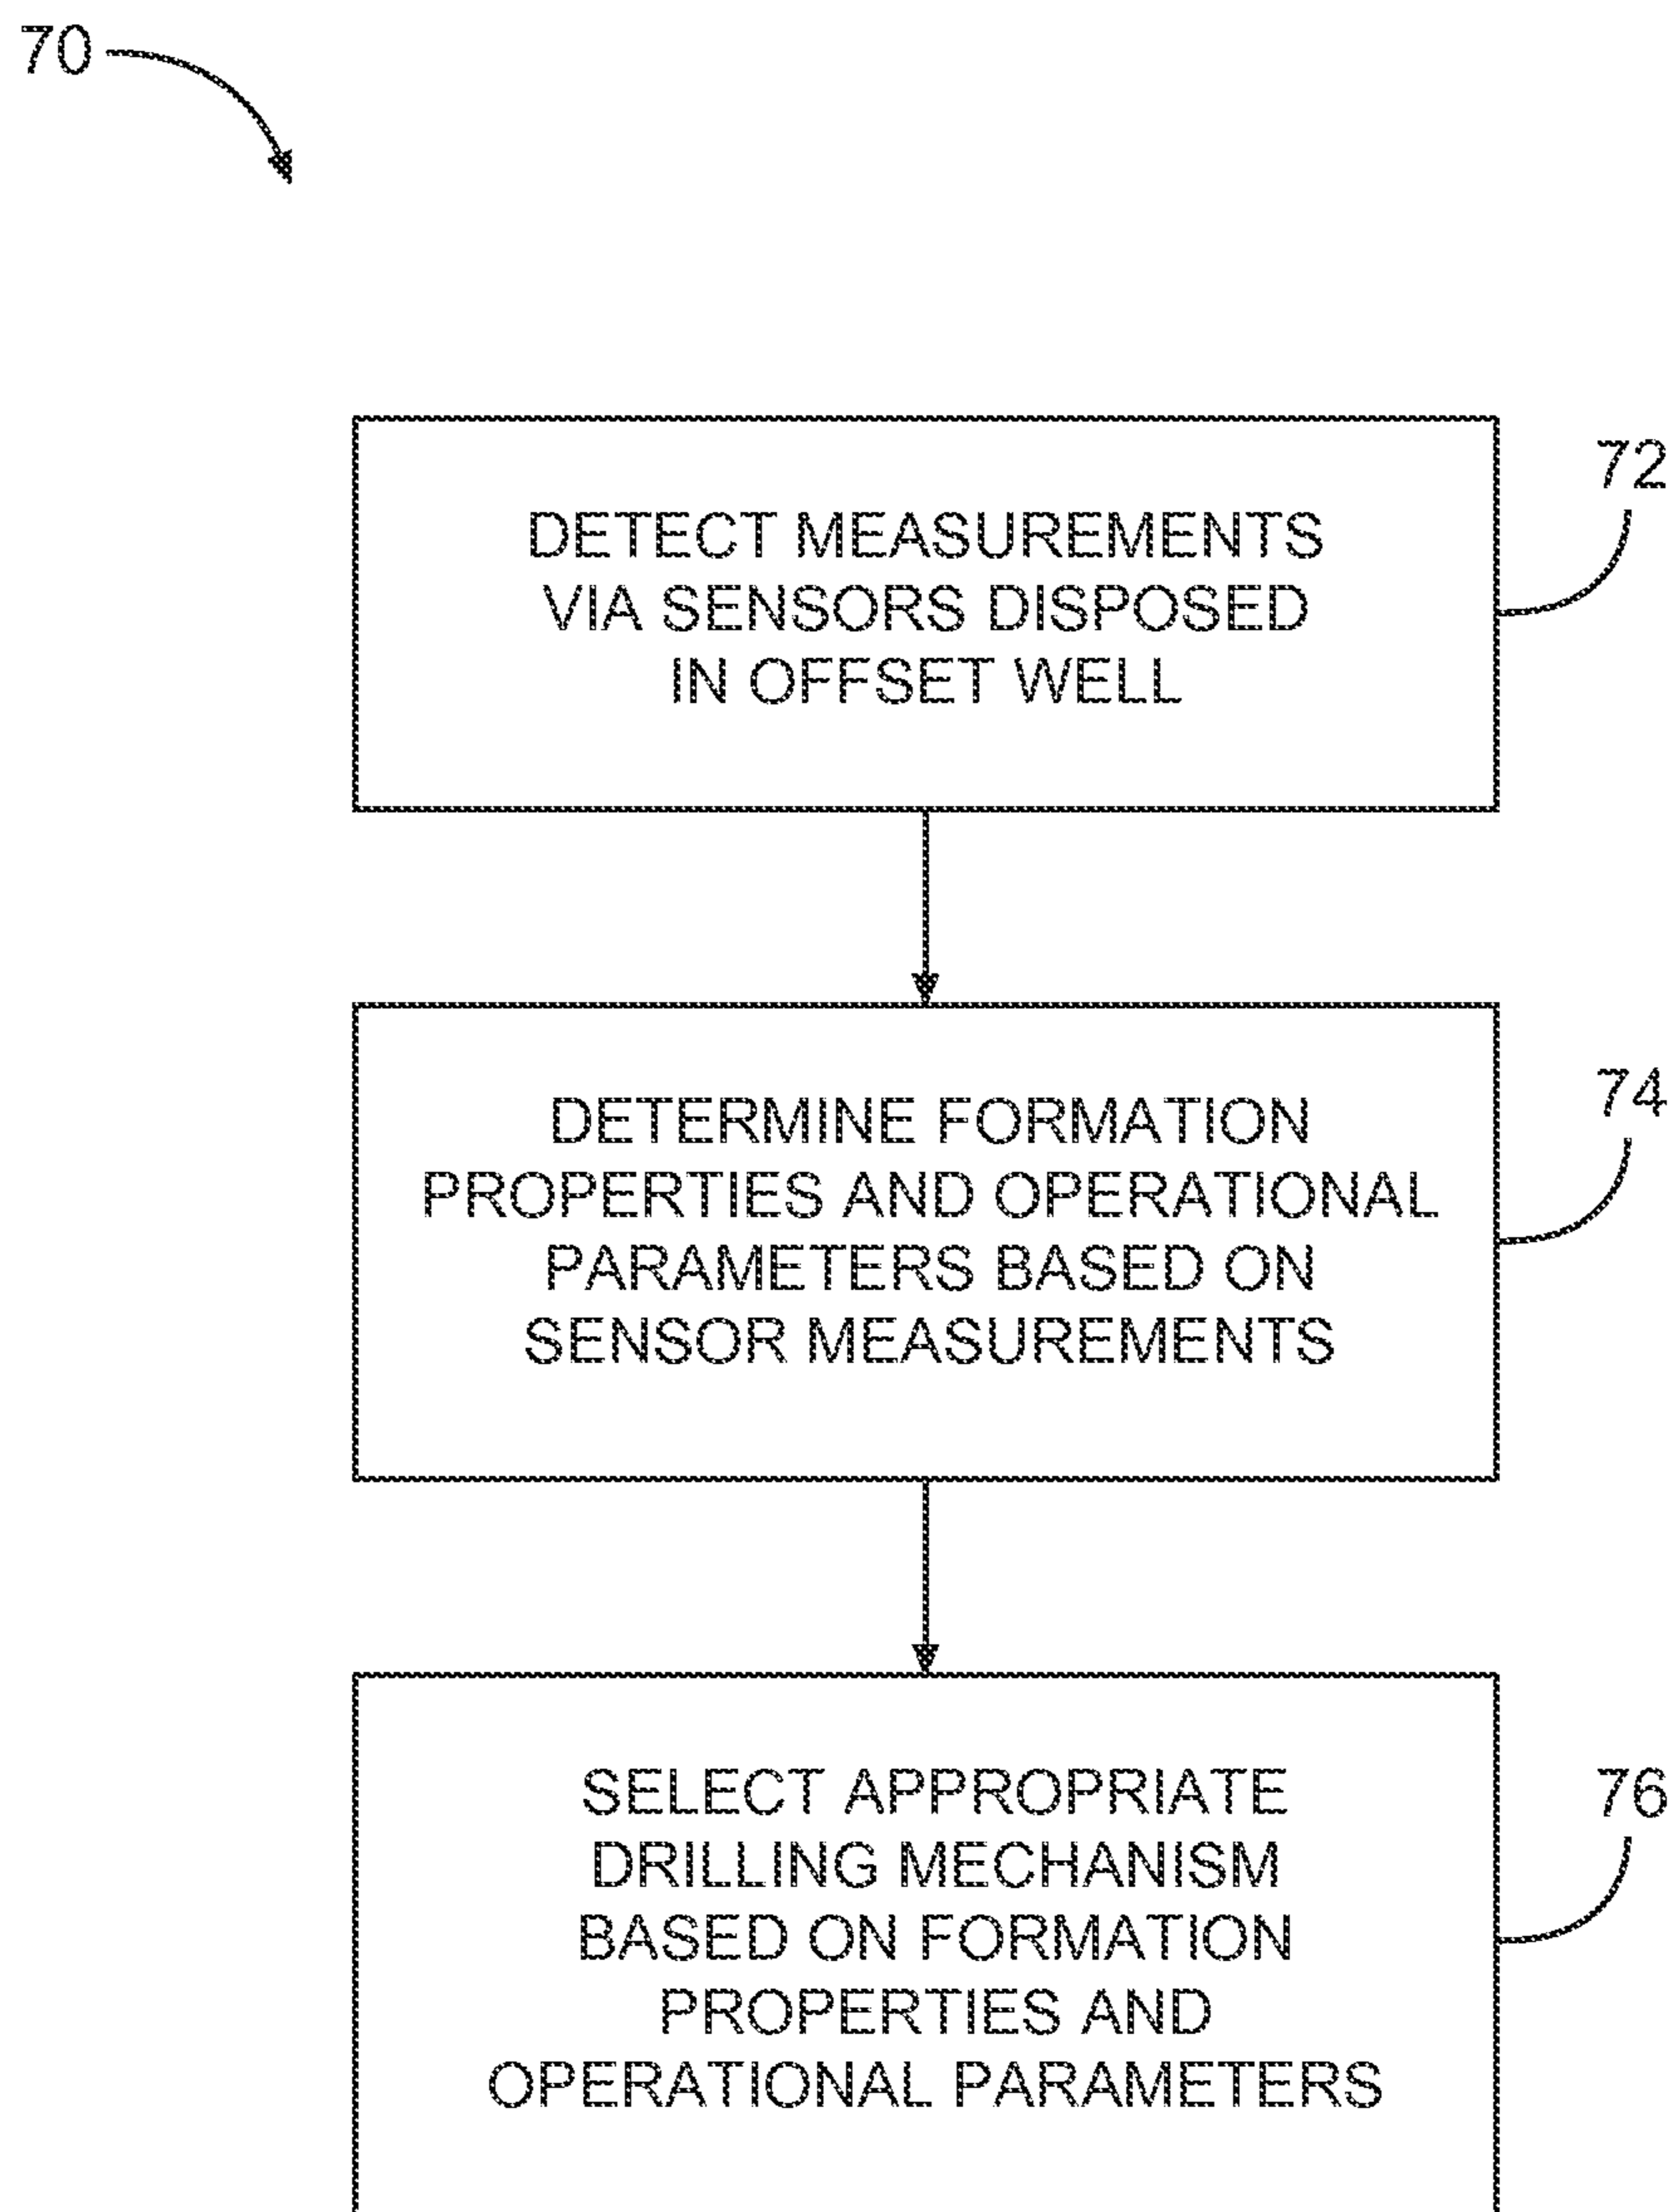 70
72
DETECT MEASUREMENTS
VIA SENSORS DISPOSED
IN OFFSET WELL
74
DETERMINE FORMATION
PROPERTIES AND OPERATIONAL
PARAMETERS BASED ON
SENSOR MEASUREMENTS
76
SELECT APPROPRIATE
DRILLING MECHANISM
BASED ON FORMATION
PROPERTIES AND
OPERATIONAL PARAMETERS